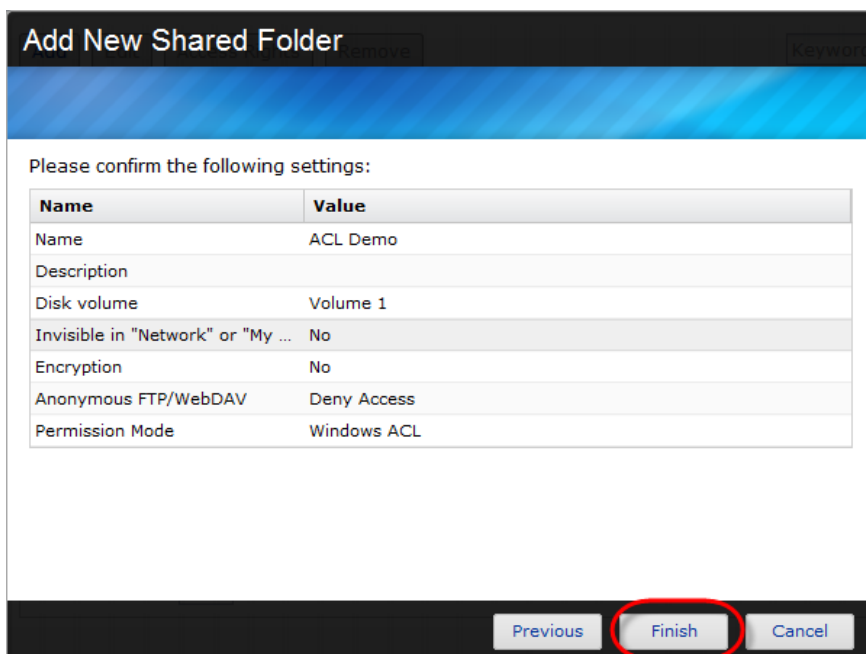 Add New Shared Folder
Remove
Keyword
Please confirm the following settings:
Name Value
Name ACL Demo
Description
Disk volume Volume 1
Invisible in "Network" or "My ... No
Encryption No
Anonymous FTP/WebDAV Deny Access
Permission Mode Windows ACL
Previous Finish Cancel